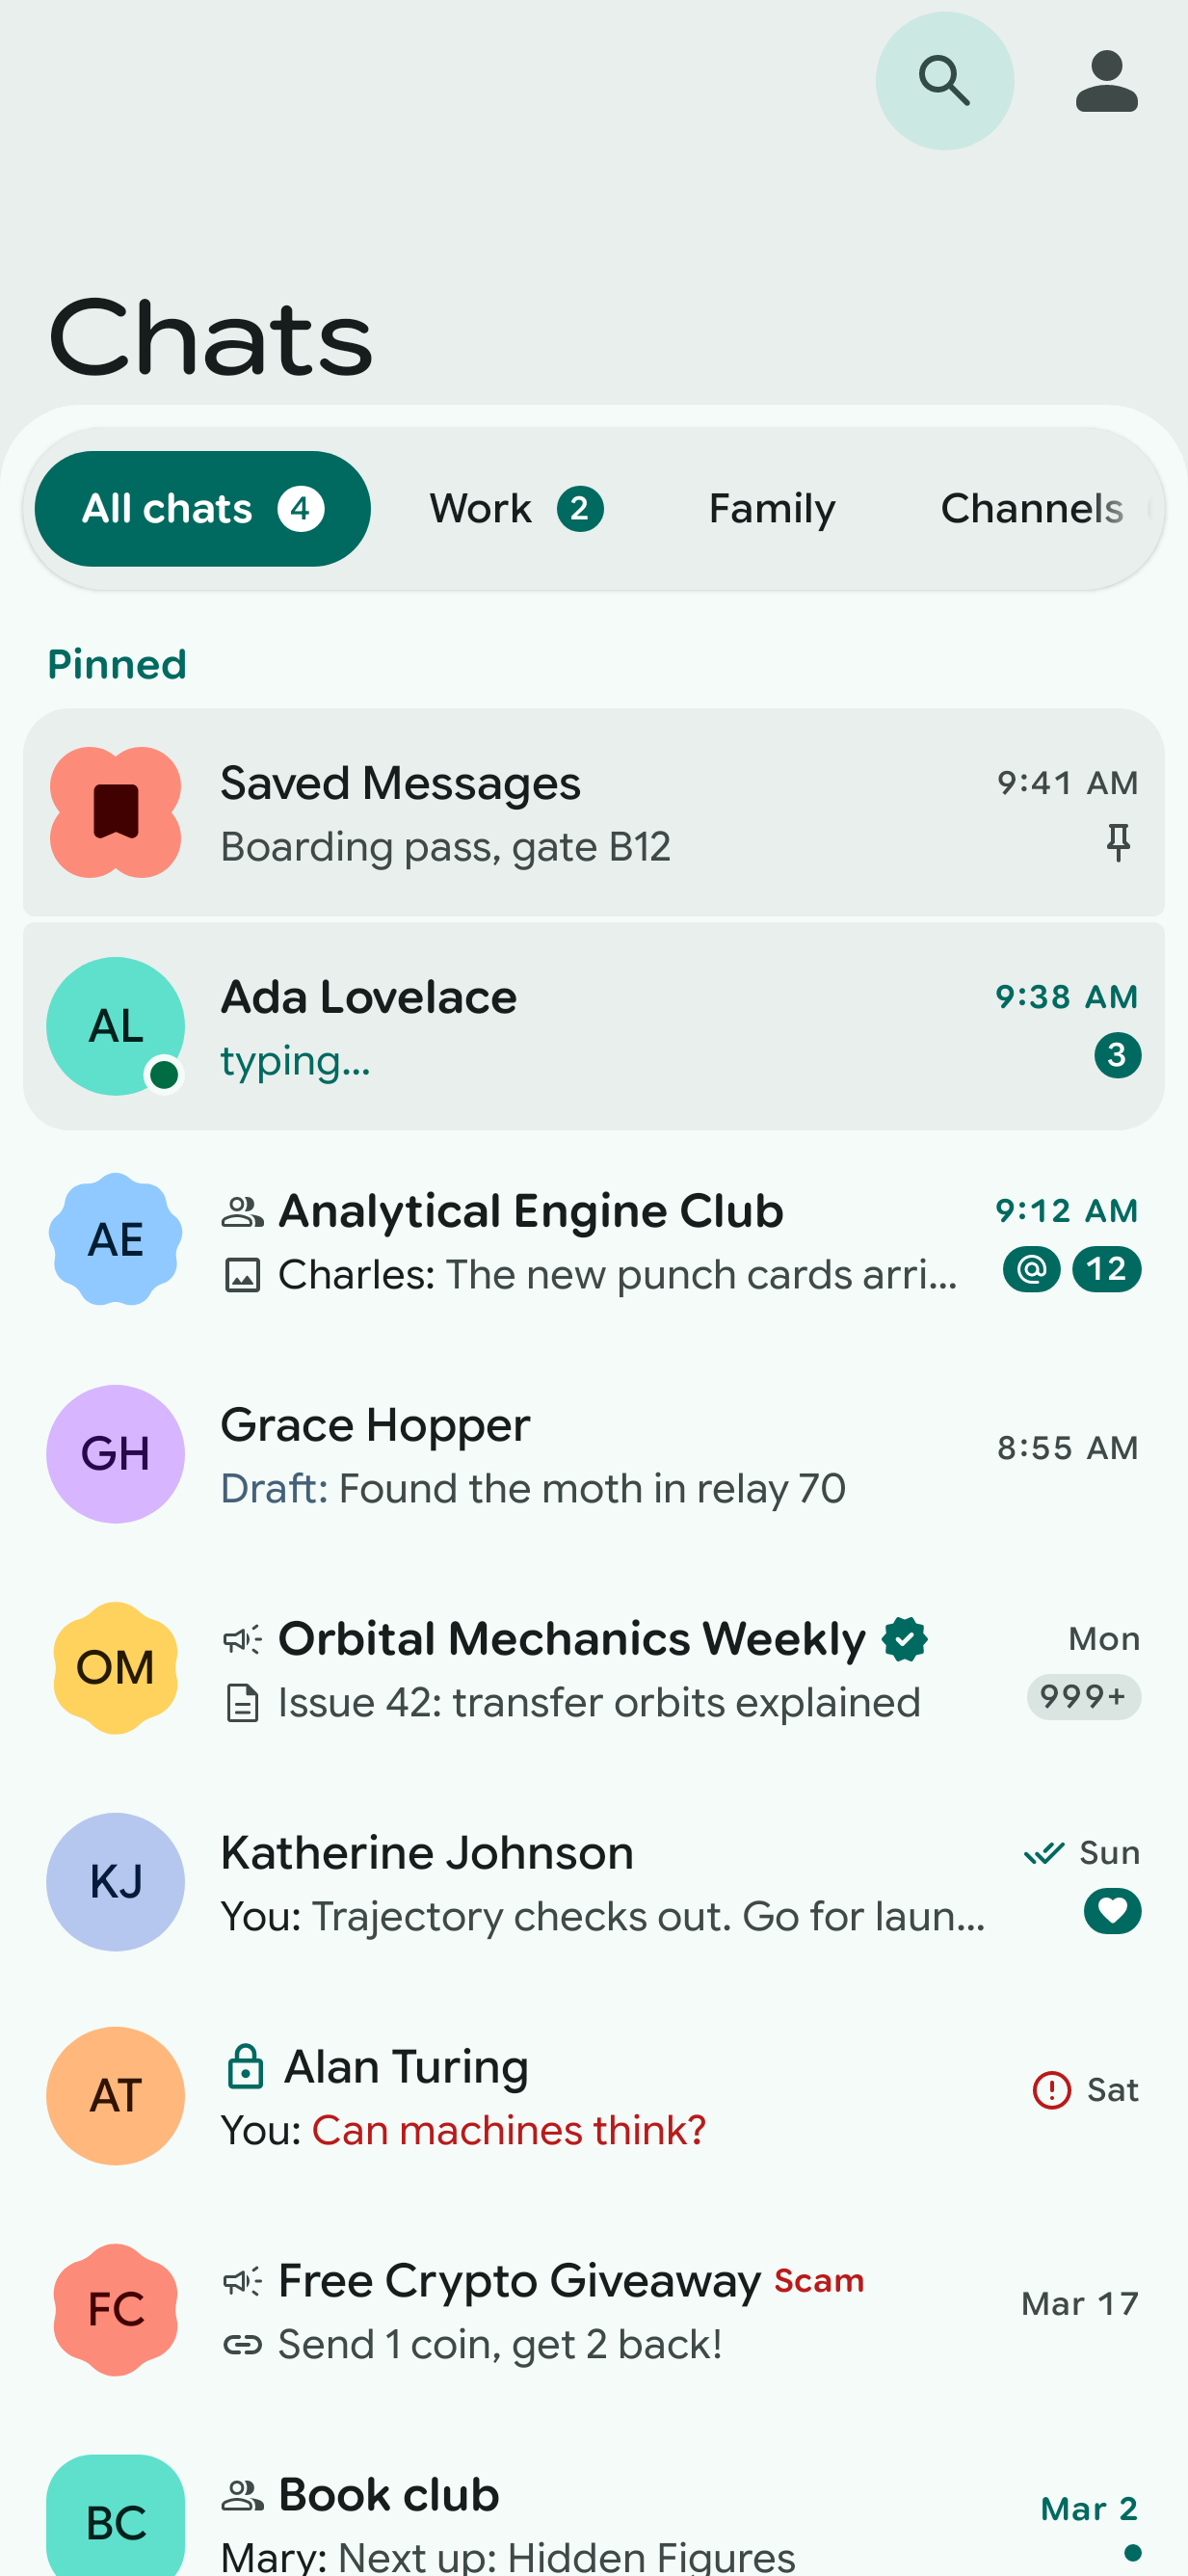 Chats
All chats 4 Work 2 Family Channels
Pinned
Saved Messages 9:41 AM
Boarding pass, gate B12
AL Ada Lovelace 9:38 AM
typing... 3
AE Analytical Engine Club 9:12 AM
Charles: The new punch cards arri... @ 12
GH Grace Hopper 8:55 AM
Draft: Found the moth in relay 70
OM Orbital Mechanics Weekly Mon
Issue 42: transfer orbits explained 999+
KJ Katherine Johnson Sun
You: Trajectory checks out. Go for laun...
AT Alan Turing Sat
You: Can machines think?
FC Free Crypto Giveaway Scam Mar 17
Send 1 coin, get 2 back!
BC Book club Mar 2
Mary: Next up: Hidden Figures